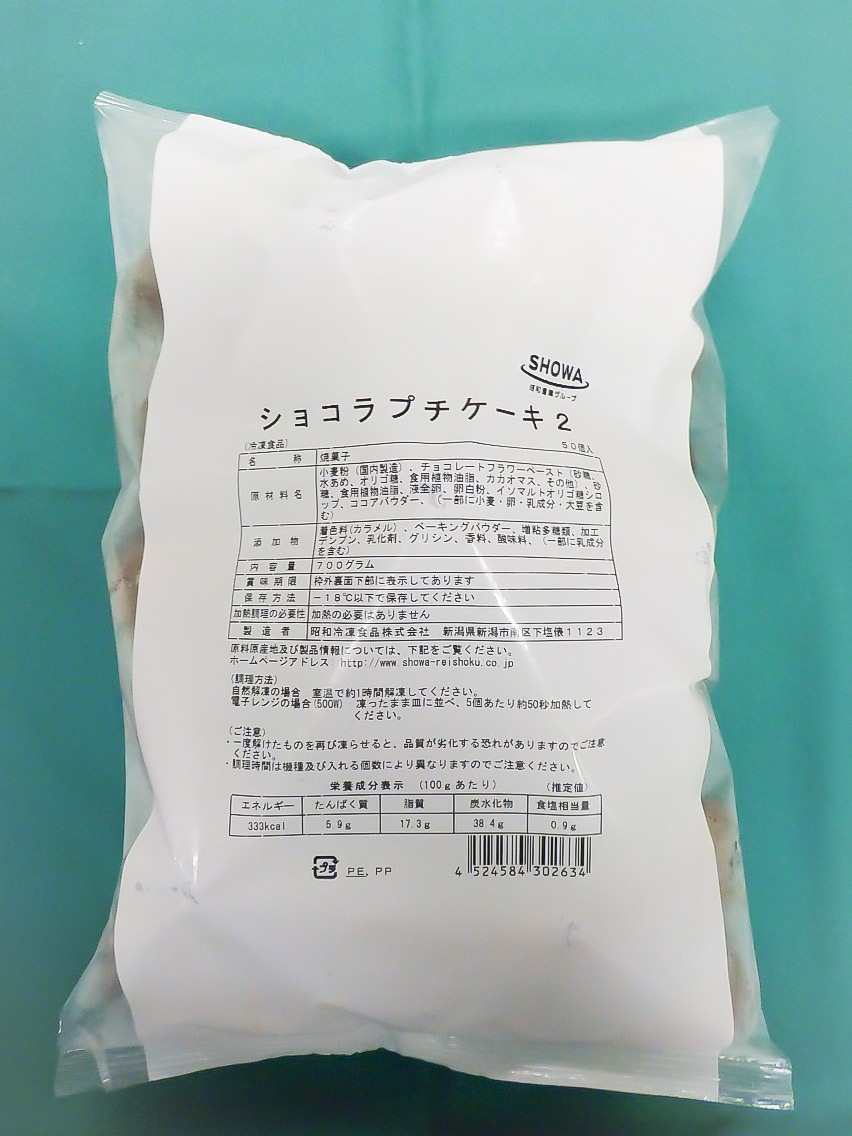 SHOWA
昭和農業グループ
ショコラプチケーキ2
(冷凍食品)
50個入
名称 焼菓子
原材料名 小麦粉(国内製造)、チョコレートフラワーペースト(砂糖、
水あめ、オリゴ糖、食用植物油脂、カカオマス、その他)、砂
糖、食用植物油脂、液全卵、卵白粉、イソマルトオリゴ糖シロ
ップ、ココアパウダー、(一部に小麦・卵・乳成分・大豆を含
む)
添加物 着色料(カラメル)、ベーキングパウダー、増粘多糖類、加工
デンプン、乳化剤、グリシン、香料、酸味料、(一部に乳成分
を含む)
内容量 700グラム
賞味期限 枠外裏面下部に表示してあります
保存方法 -18℃以下で保存してください
加熱調理の必要性 加熱の必要はありません
製造者 昭和冷凍食品株式会社 新潟県新潟市南区下塩俵1123
原料原産地及び製品情報については、下記をご覧ください。
ホームページアドレス: http://www.showa-reishoku.co.jp
(調理方法)
自然解凍の場合 室温で約1時間解凍してください。
電子レンジの場合(500W) 凍ったまま皿に並べ、5個あたり約50秒加熱して
ください。
(ご注意)
・一度解けたものを再び凍らせると、品質が劣化する恐れがありますのでご注意
ください。
・調理時間は機種及び入れる個数により異なりますのでご注意ください。
栄養成分表示 (100gあたり) (推定値)
エネルギー たんぱく質 脂質 炭水化物 食塩相当量
333kcal 5.9g 17.3g 38.4g 0.9g
プラ PE、PP
4 524584 302634